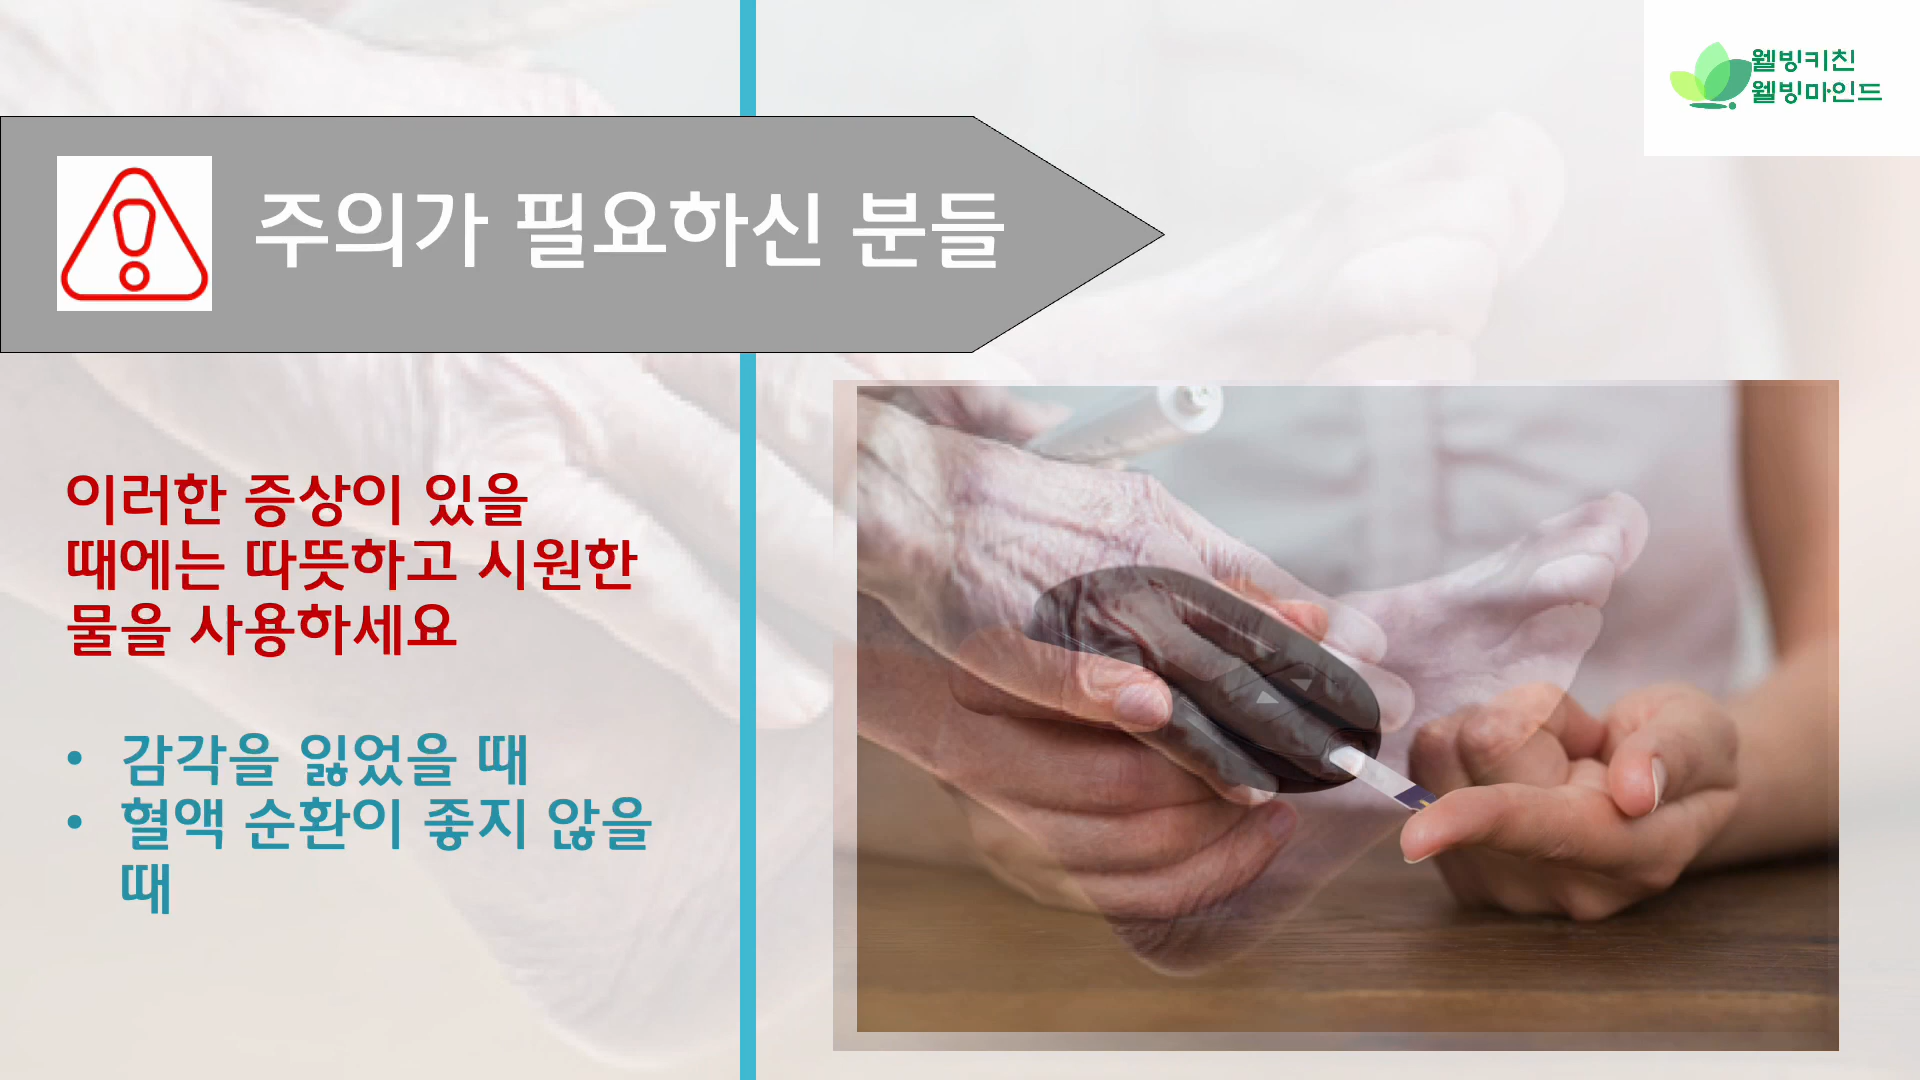 웰빙키친
웰빙마인드
주의가 필요하신 분들
이러한 증상이 있을
때에는 따뜻하고 시원한
물을 사용하세요
• 감각을 잃었을 때
• 혈액 순환이 좋지 않을
때